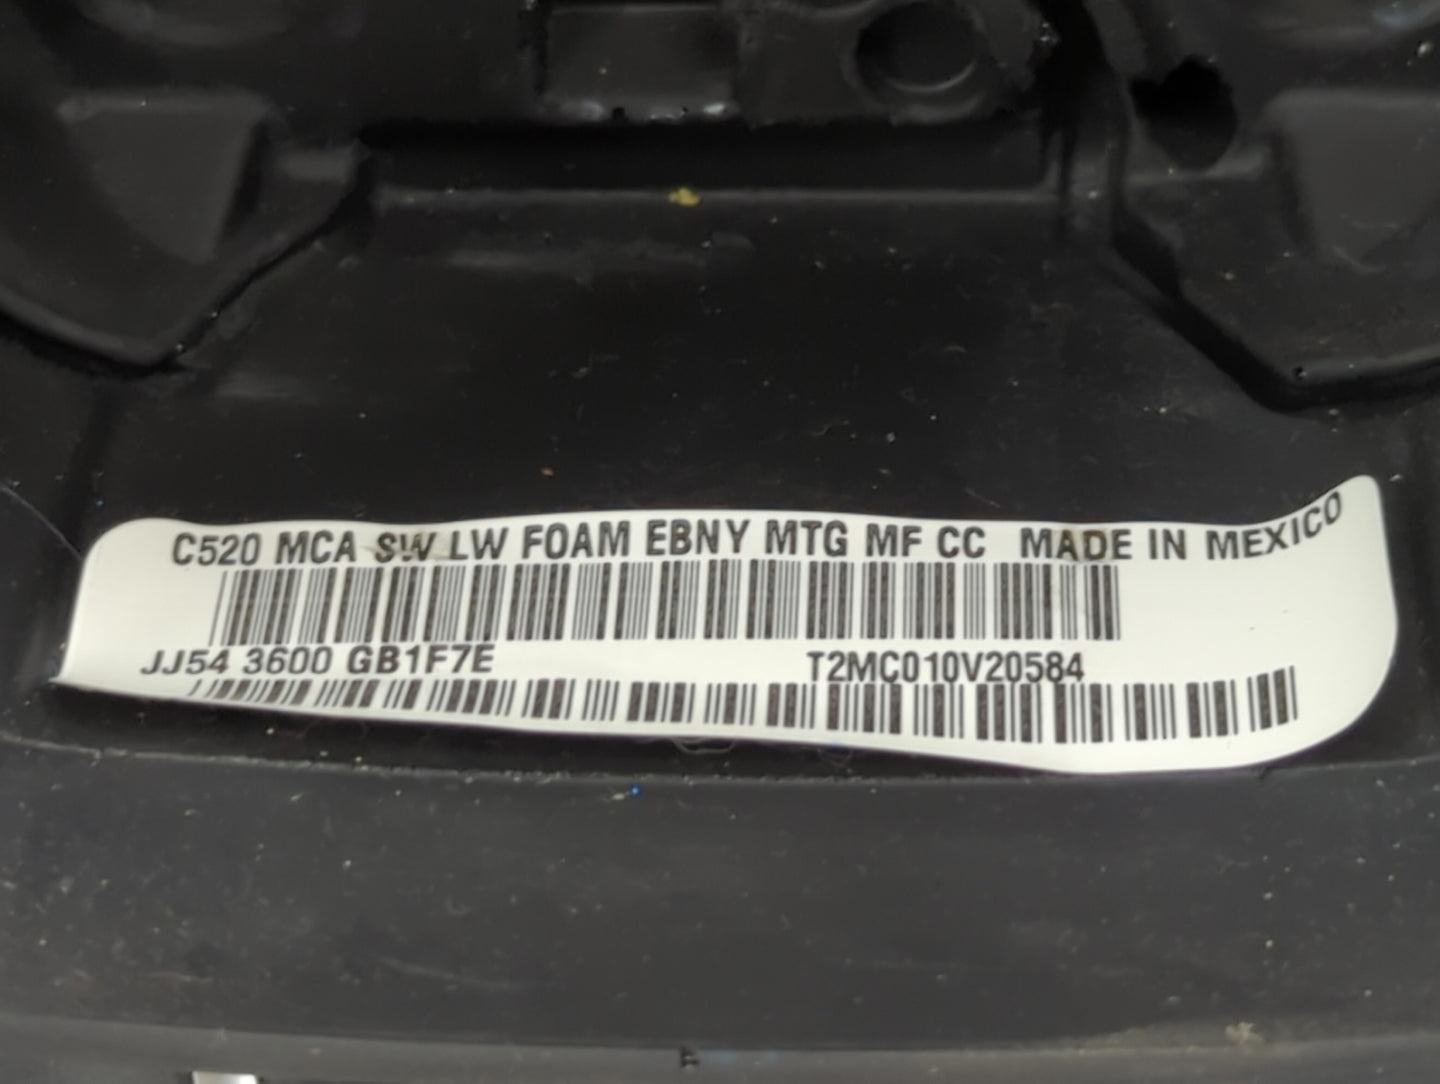 C520 MCA SW LW FOAM EBNY MTG MF CC MADE IN MEXICO
JJ54 3600 GB1F7E T2MC010V20584